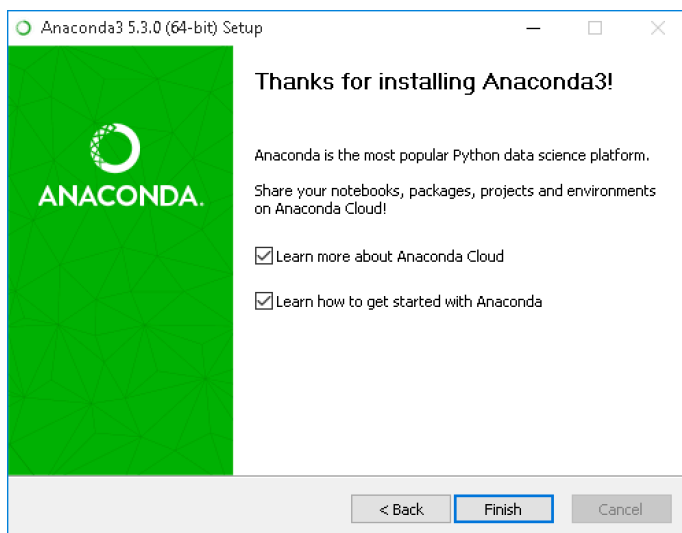 Anaconda3 5.3.0 (64-bit) Setup
Thanks for installing Anaconda3!
ANACONDA.
Anaconda is the most popular Python data science platform.
Share your notebooks, packages, projects and environments
on Anaconda Cloud!
Learn more about Anaconda Cloud
Learn how to get started with Anaconda
< Back
Finish
Cancel